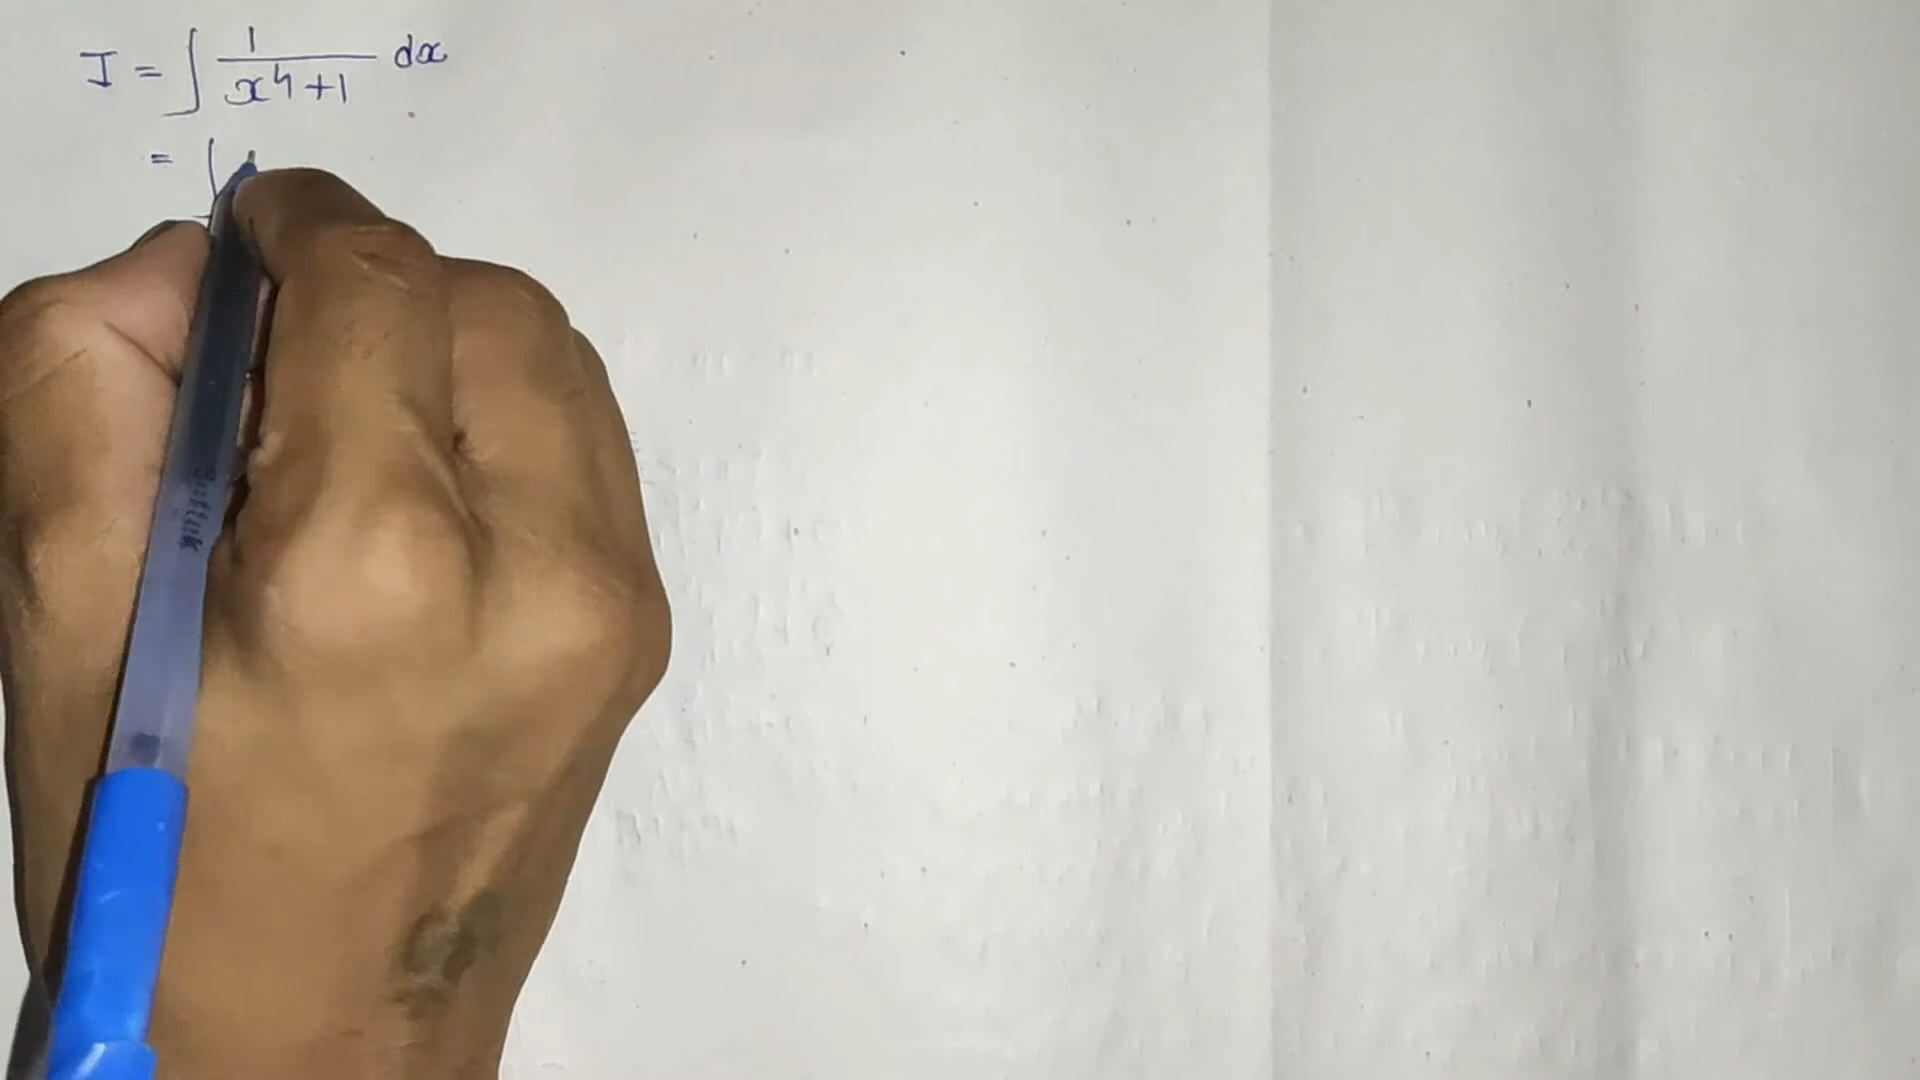 I = ∫ 1/(x⁴+1) dx
= ∫